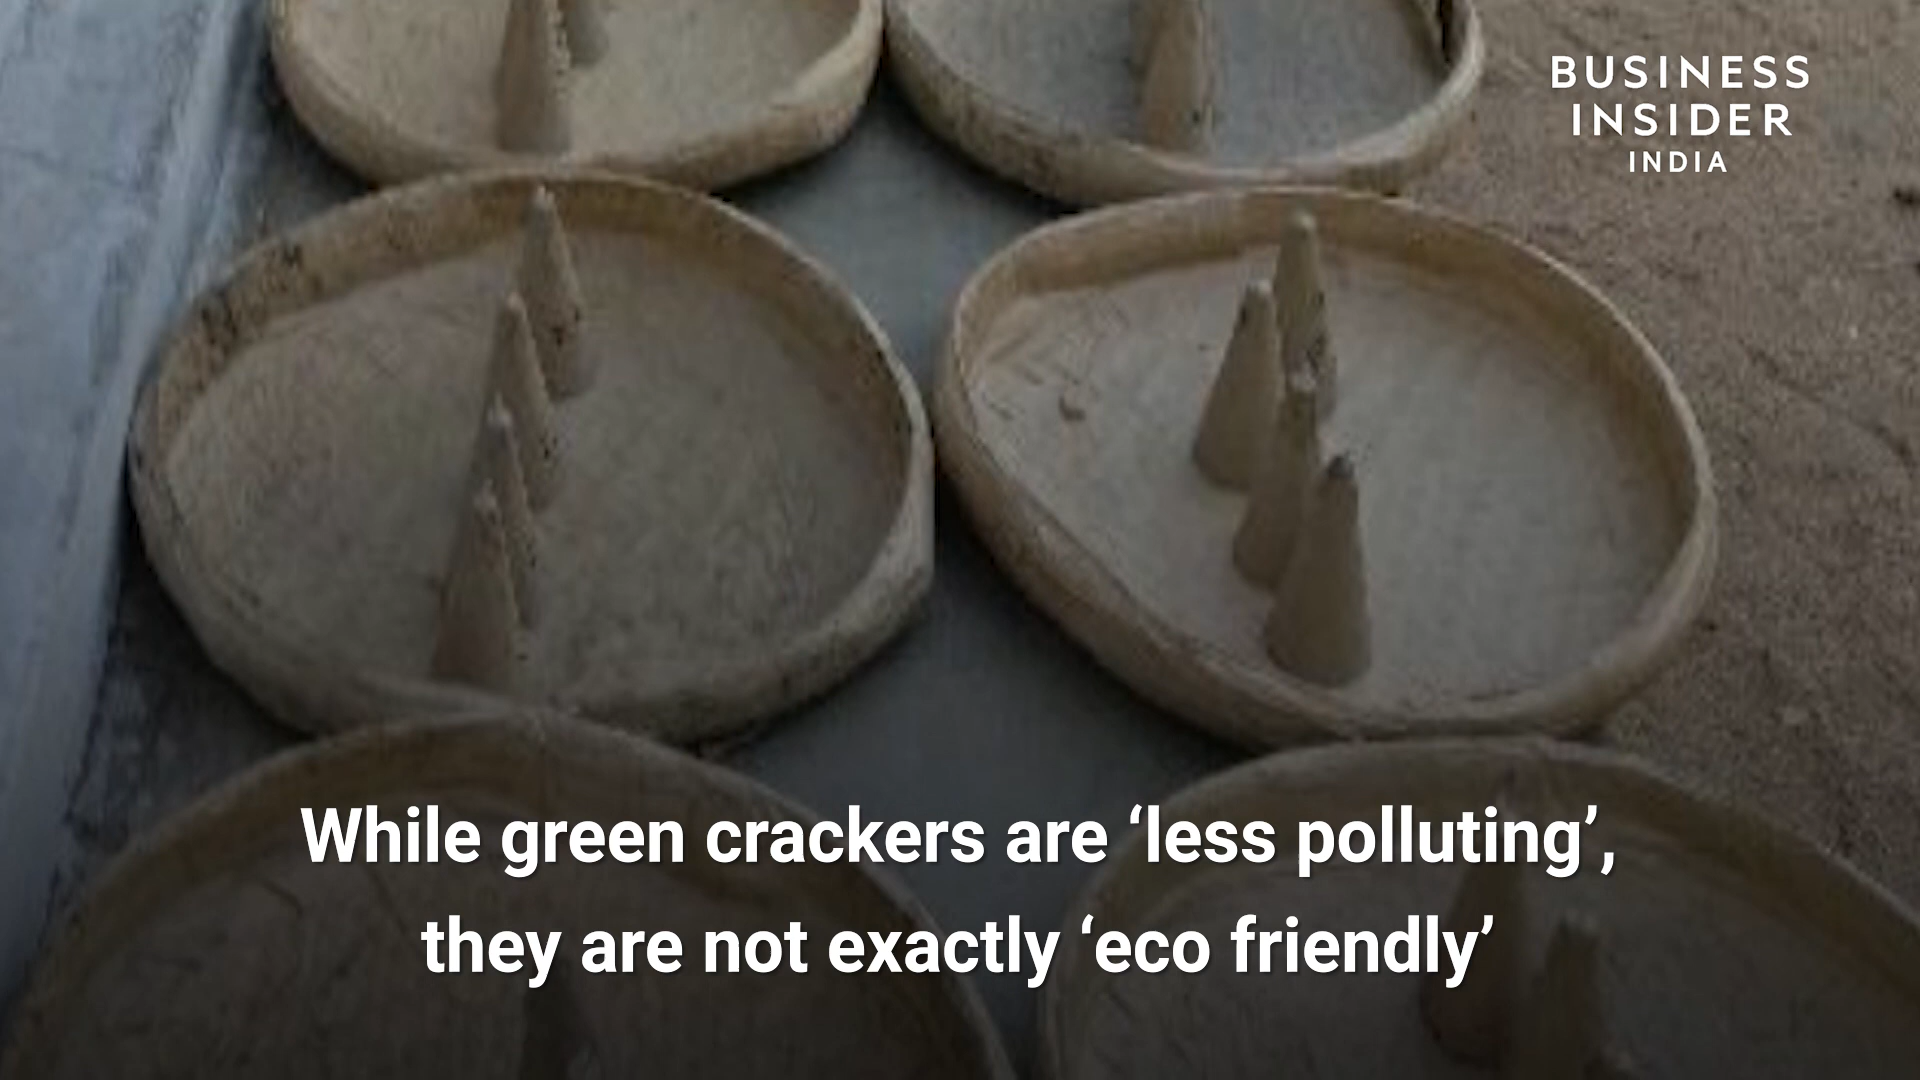 BUSINESS
INSIDER
INDIA
While green crackers are ‘less polluting’,
they are not exactly ‘eco friendly’